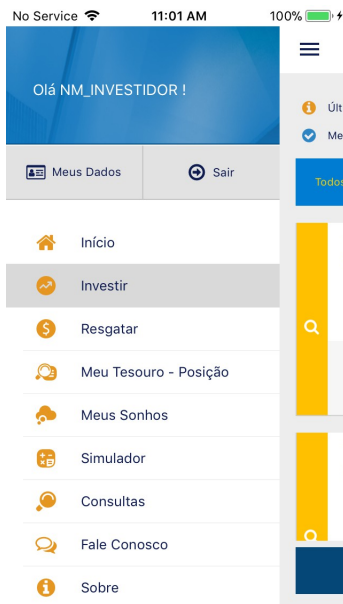 No Service 11:01 AM 100%
Olá NM_INVESTIDOR !
Meus Dados Sair
Início
Investir
Resgatar
Meu Tesouro - Posição
Meus Sonhos
Simulador
Consultas
Fale Conosco
Sobre
Últ
Me
Todos